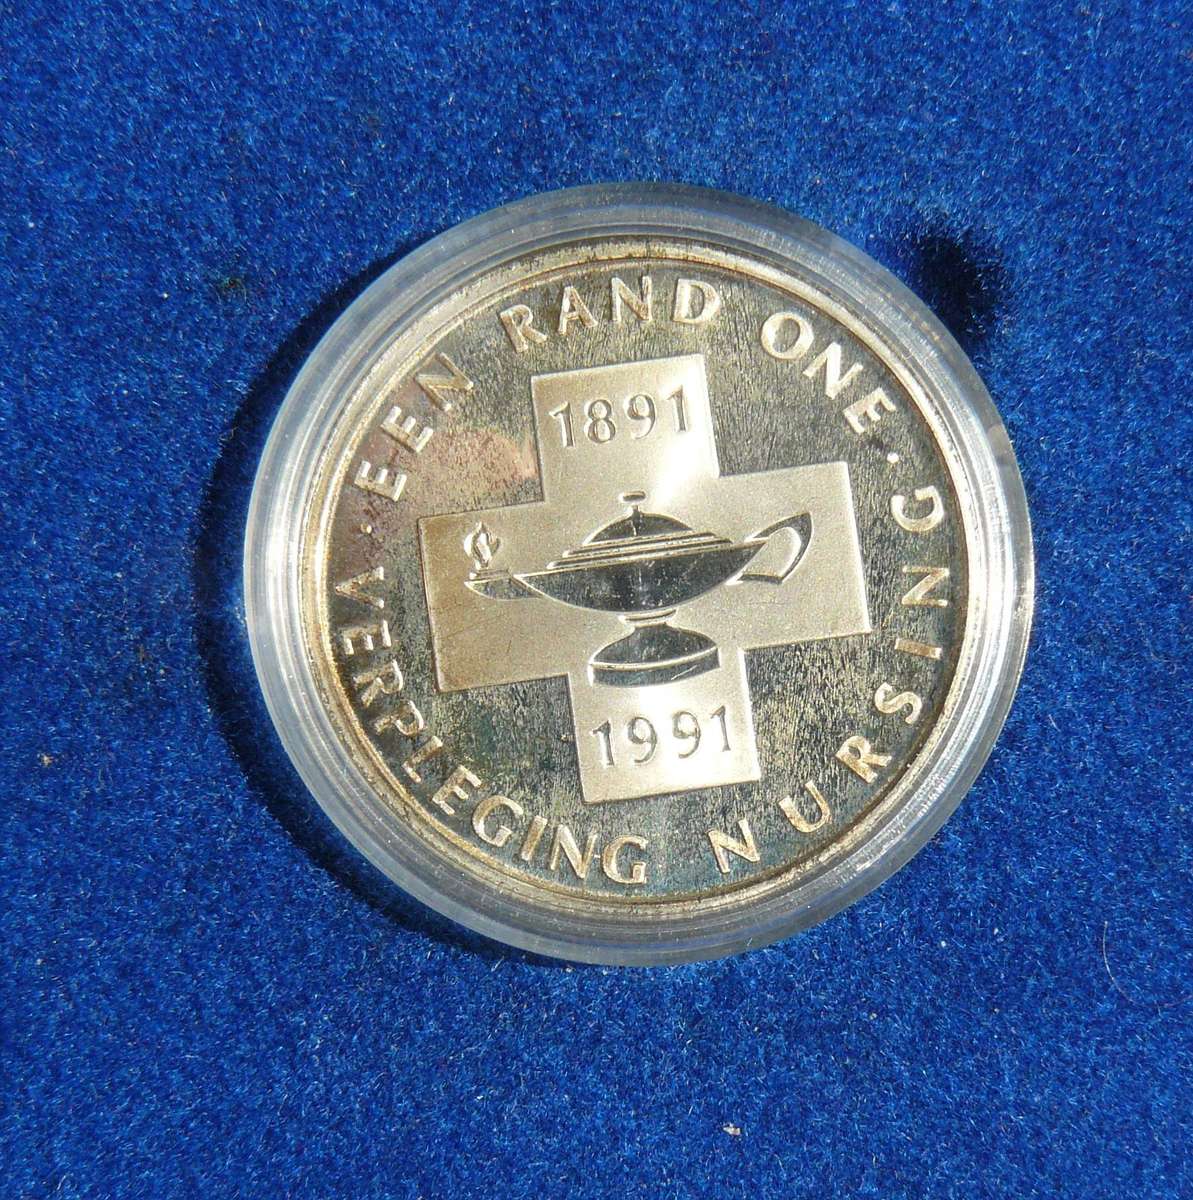 EEN RAND ONE · NURSING VERPLEGING ·
1891
1991